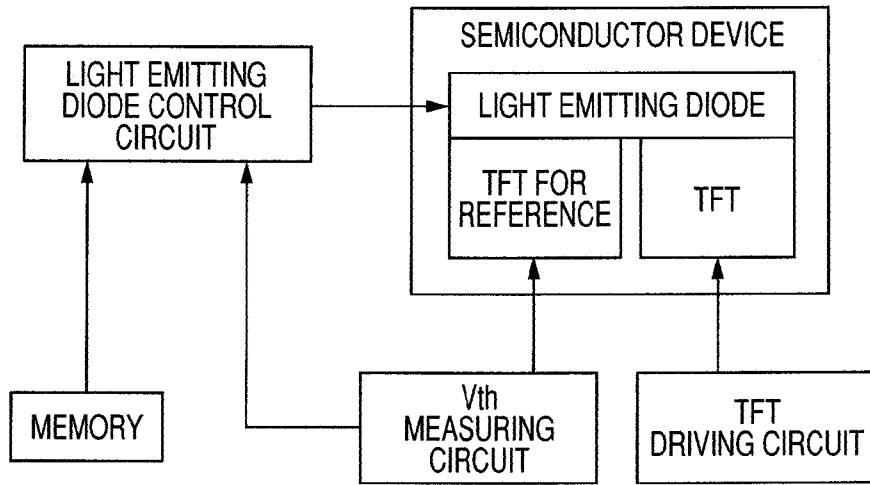 SEMICONDUCTOR DEVICE
LIGHT EMITTING
DIODE CONTROL
CIRCUIT
LIGHT EMITTING DIODE
TFT FOR
REFERENCE
TFT
MEMORY
Vth
MEASURING
CIRCUIT
TFT
DRIVING CIRCUIT